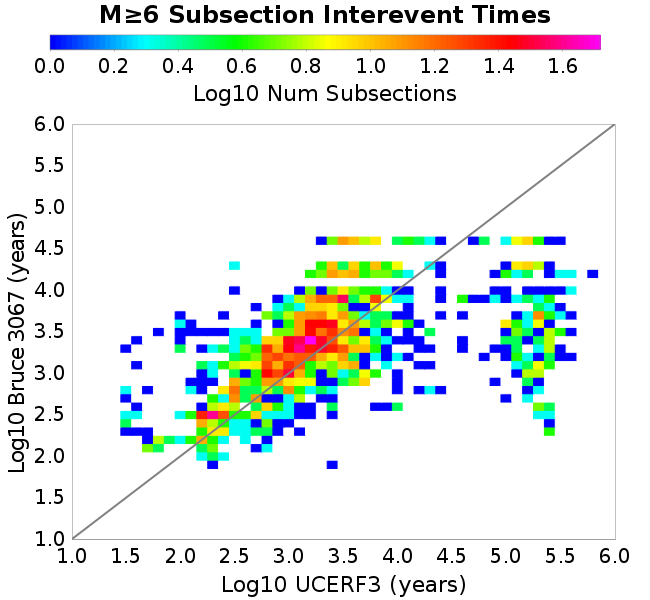 M≥6 Subsection Interevent Times
0.0 0.2 0.4 0.6 0.8 1.0 1.2 1.4 1.6
Log10 Num Subsections
Log10 Bruce 3067 (years)
6.0
5.5
5.0
4.5
4.0
3.5
3.0
2.5
2.0
1.5
1.0
1.0 1.5 2.0 2.5 3.0 3.5 4.0 4.5 5.0 5.5 6.0
Log10 UCERF3 (years)